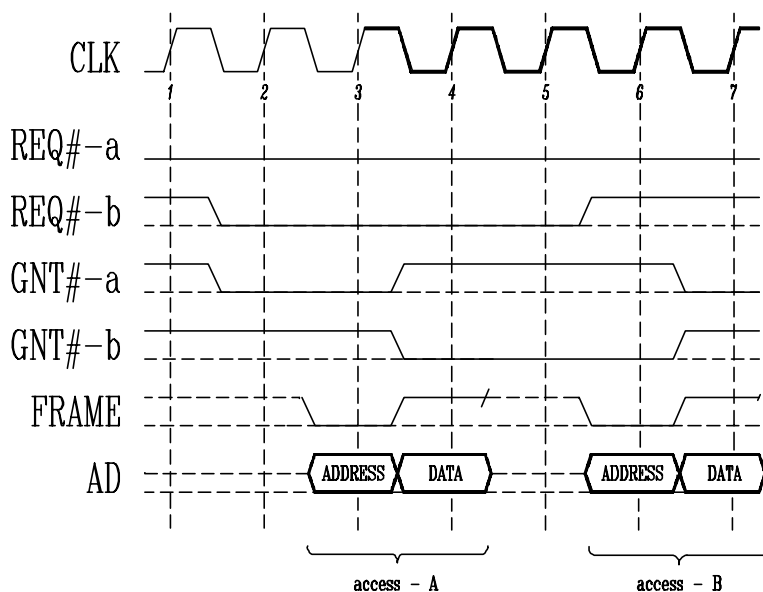 CLK
1 2 3 4 5 6 7
REQ#-a
REQ#-b
GNT#-a
GNT#-b
FRAME
AD ADDRESS DATA ADDRESS DATA
access - A access - B